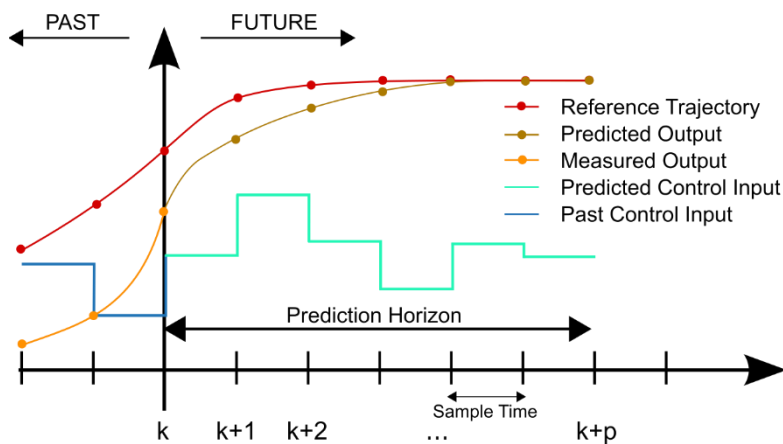 PAST
FUTURE
Reference Trajectory
Predicted Output
Measured Output
Predicted Control Input
Past Control Input
Prediction Horizon
Sample Time
k
k+1
k+2
...
k+p